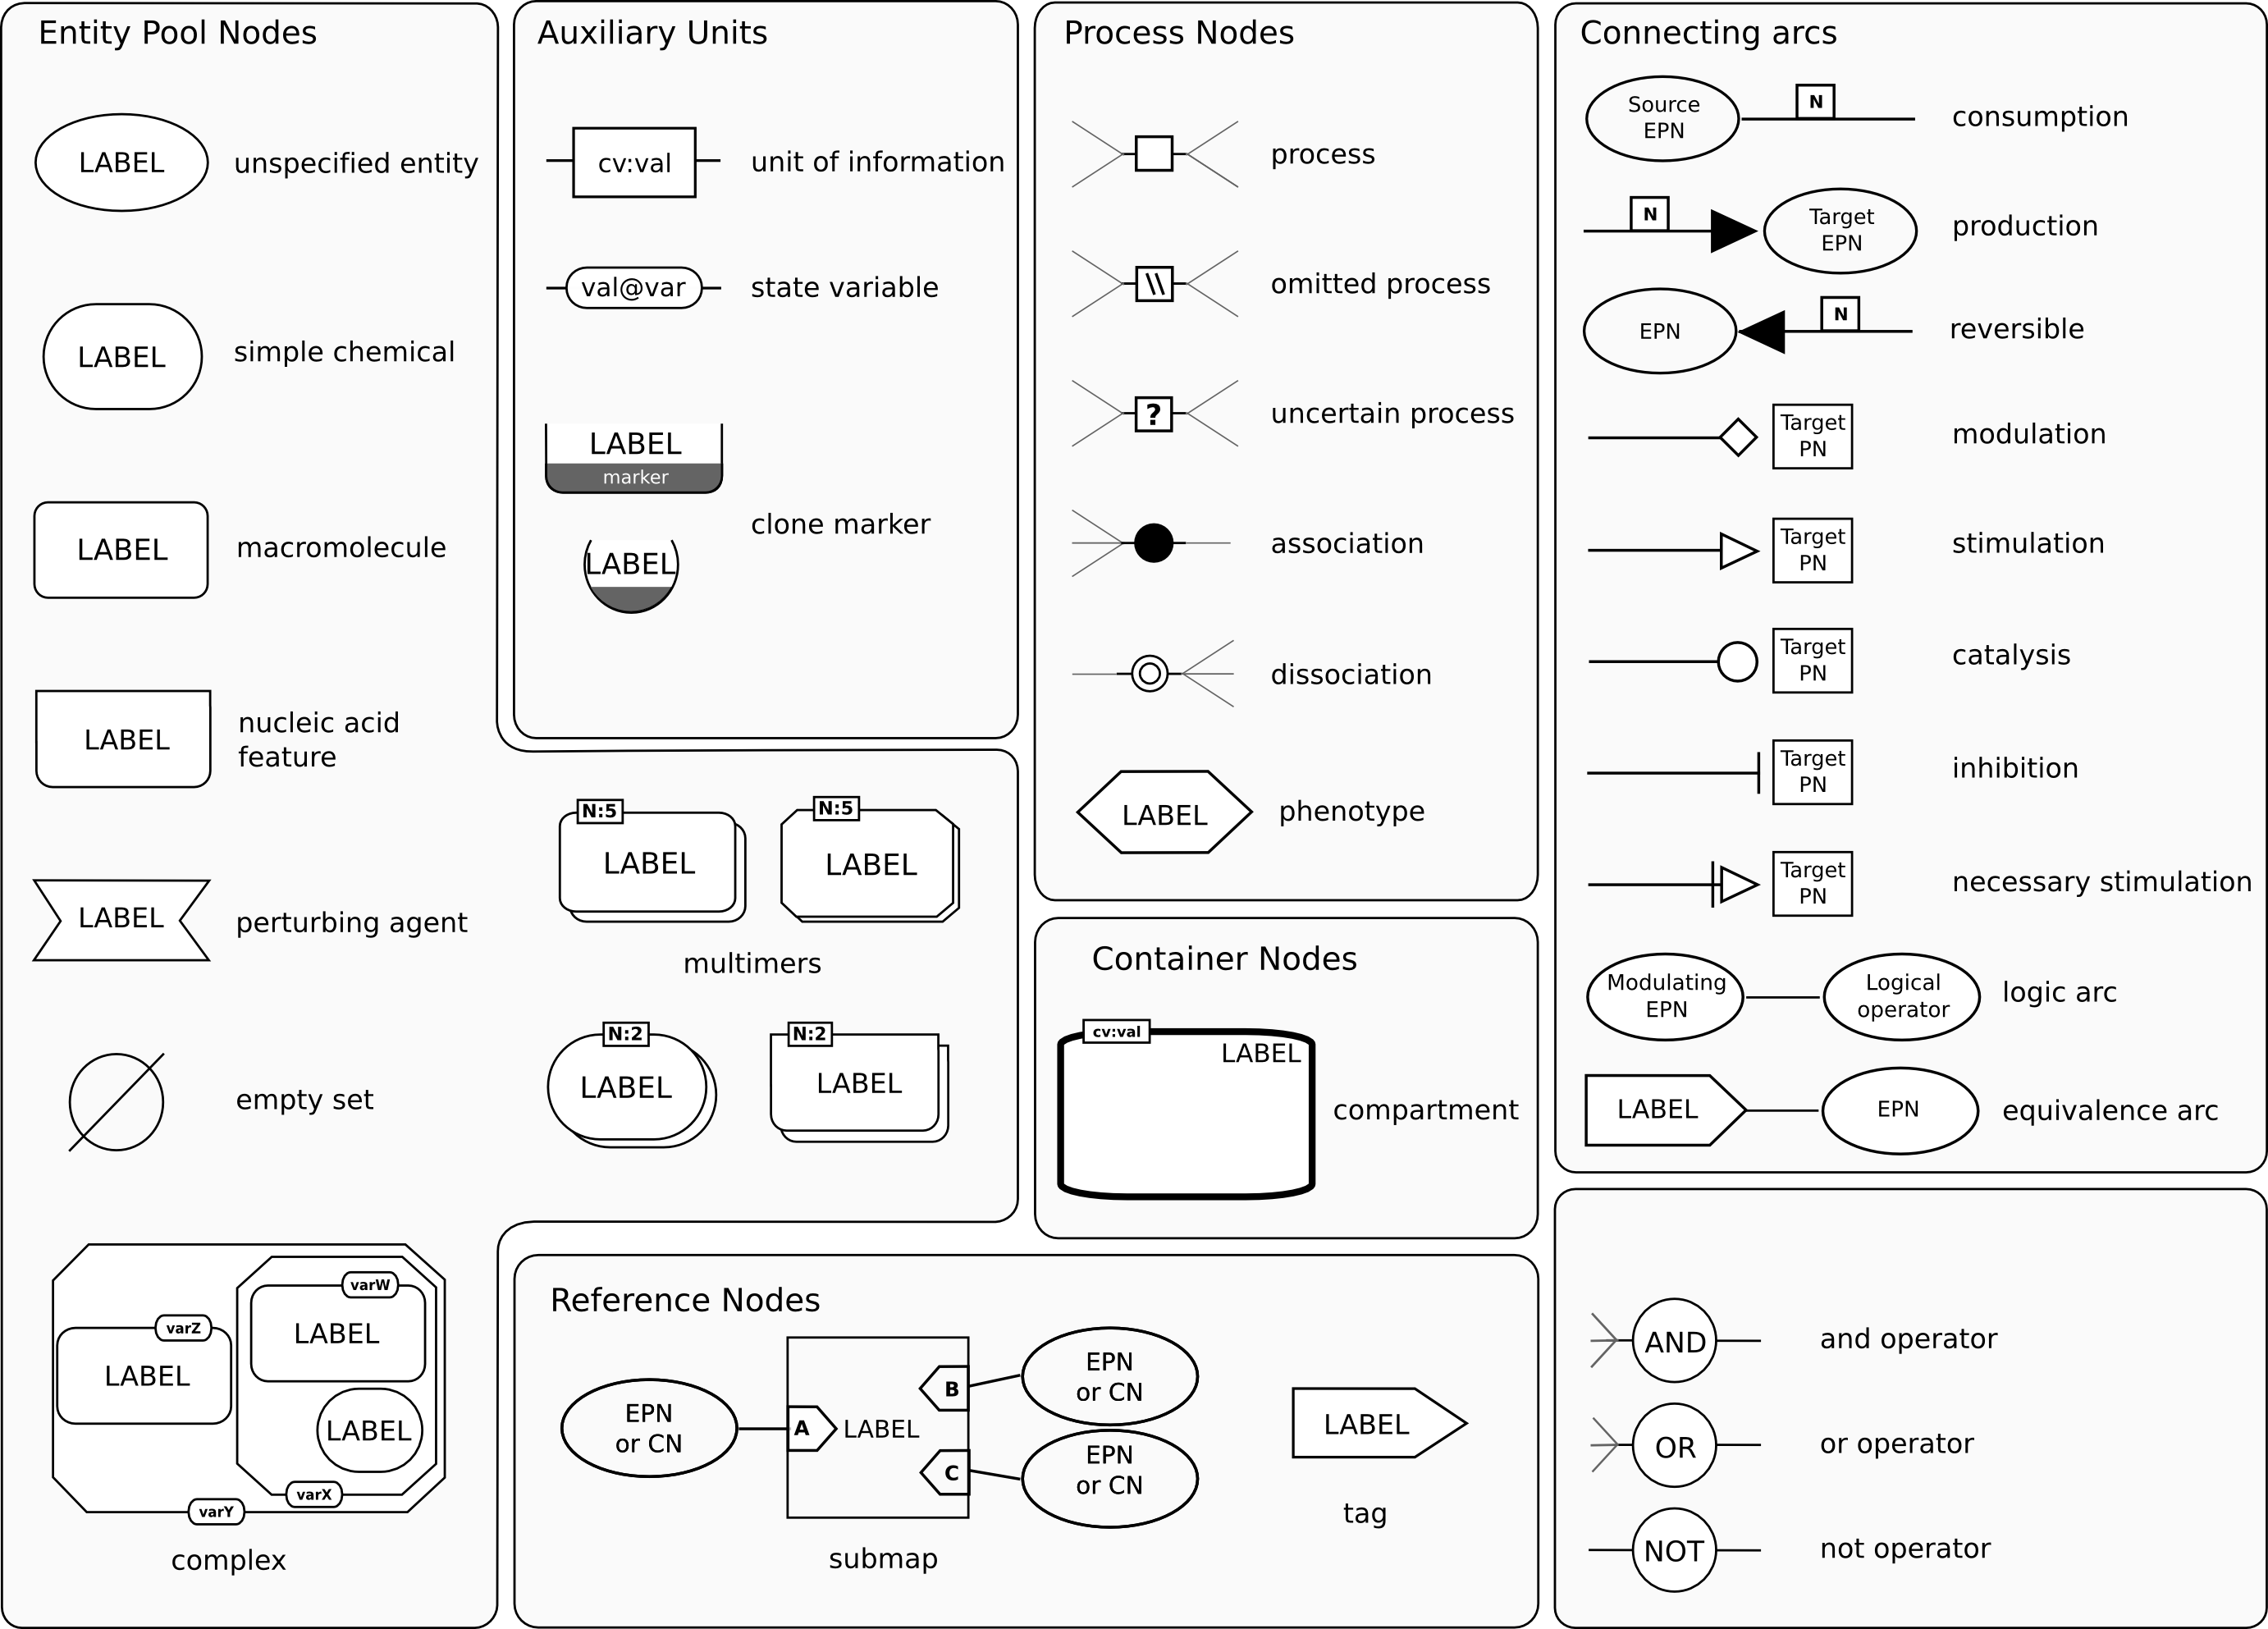 Entity Pool Nodes
LABEL
unspecified entity
LABEL
simple chemical
LABEL
macromolecule
LABEL
nucleic acid
feature
LABEL
perturbing agent
empty set
varW
LABEL
varZ
LABEL
LABEL
varX
varY
complex
N:5
LABEL
N:5
LABEL
multimers
N:2
LABEL
N:2
LABEL
Auxiliary Units
cv:val
unit of information
val@var
state variable
LABEL
marker
clone marker
LABEL
Process Nodes
process
\\
omitted process
?
uncertain process
association
dissociation
LABEL
phenotype
Container Nodes
cv:val
LABEL
compartment
Reference Nodes
EPN
or CN
A
LABEL
B
C
EPN
or CN
EPN
or CN
submap
LABEL
tag
Connecting arcs
Source
EPN
N
consumption
N
Target
EPN
production
EPN
N
reversible
Target
PN
modulation
Target
PN
stimulation
Target
PN
catalysis
Target
PN
inhibition
Target
PN
necessary stimulation
Modulating
EPN
Logical
operator
logic arc
LABEL
EPN
equivalence arc
AND
and operator
OR
or operator
NOT
not operator